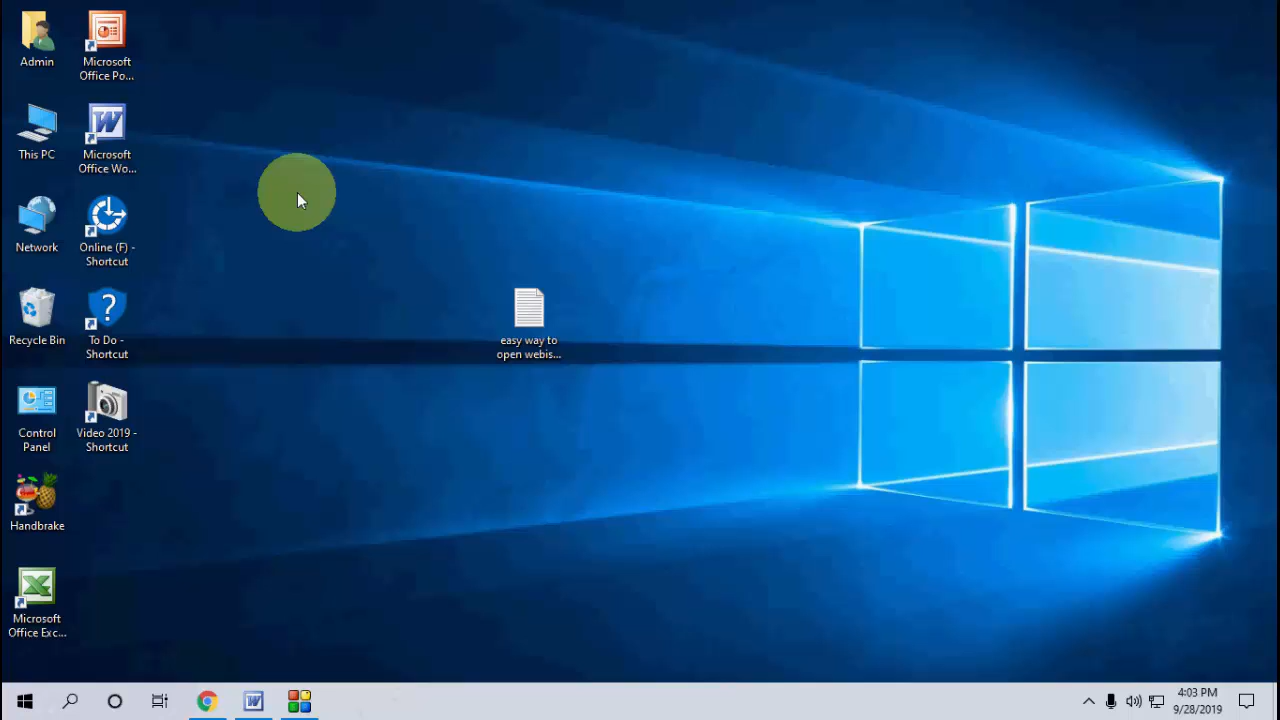 Admin
Microsoft
Office Po...
This PC
Microsoft
Office Wo...
Network
Online (F) -
Shortcut
Recycle Bin
To Do -
Shortcut
easy way to
open webis...
Control
Panel
Video 2019 -
Shortcut
Handbrake
Microsoft
Office Exc...
4:03 PM
9/28/2019